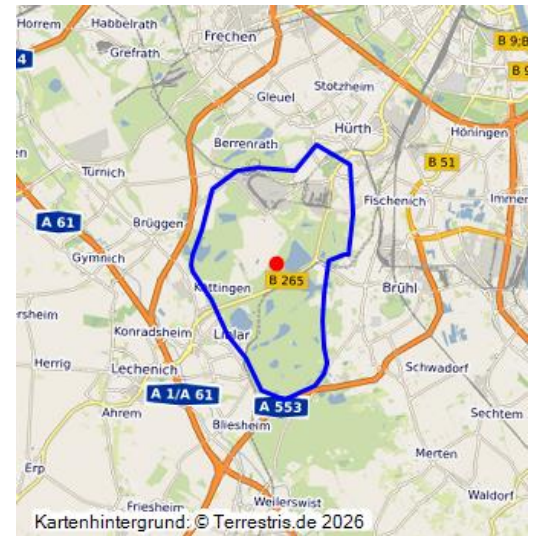 Horrem
Habbelrath
Frechen
Grefrath
B 9;B
4
B 9
Stotzheim
Gleuel
Hürth
Berrenrath
Höningen
en
B 51
Türnich
Fischenich
Immer
A 61
Brüggen
Gymnich
B 265
Köttingen
Brühl
ersheim
Konradsheim
Liblar
Herrig
Lechenich
Schwadorf
A 1/A 61
A 553
Ahrem
Sechtem
Bliesheim
Merten
Erp
Waldorf
Weilerswist
Friesheim
Kartenhintergrund: © Terrestris.de 2026